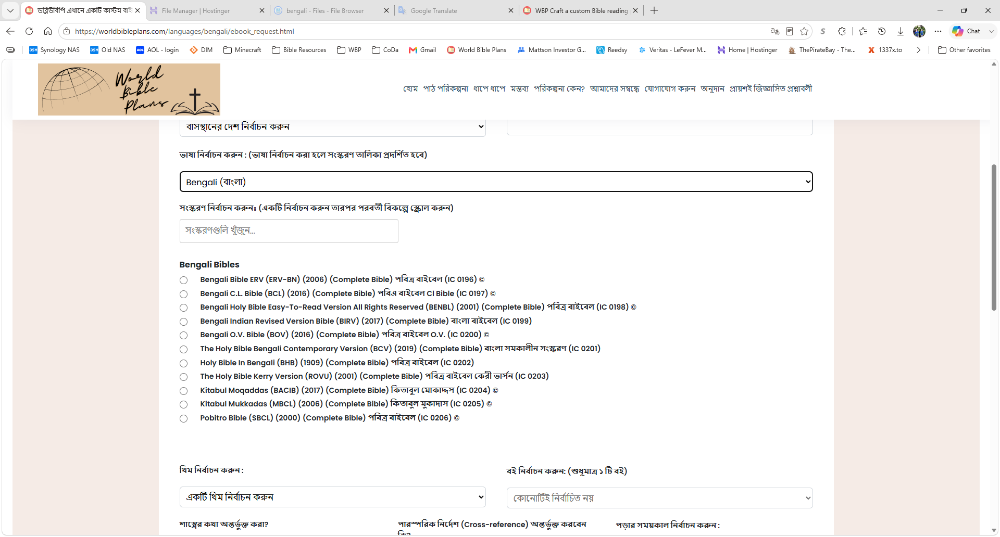 ডব্লিউবিপি এখানে একটি কাস্টম বাই
File Manager | Hostinger
bengali - Files - File Browser
Google Translate
WBP Craft a custom Bible reading
https://worldbibleplans.com/languages/bengali/ebook_request.html
Chat
Synology NAS
Old NAS
AOL - login
DIM
Minecraft
Bible Resources
WBP
CoDa
Gmail
World Bible Plans
Mattson Investor G...
Reedsy
Veritas - LeFever M...
Home | Hostinger
ThePirateBay - The...
1337x.to
Other favorites
World
Bible
Plans
হোম পাঠ পরিকল্পনা ধাপে ধাপে মন্তব্য পরিকল্পনা কেন? আমাদের সম্বন্ধে যোগাযোগ করুন অনুদান প্রায়শই জিজ্ঞাসিত প্রশ্নাবলী
বাসস্থানের দেশ নির্বাচন করুন
ভাষা নির্বাচন করুন : (ভাষা নির্বাচন করা হলে সংস্করণ তালিকা প্রদর্শিত হবে)
Bengali (বাংলা)
সংস্করণ নির্বাচন করুনঃ (একটি নির্বাচন করুন তারপর পরবর্তী বিকল্পে স্ক্রোল করুন)
সংস্করণগুলি খুঁজুন...
Bengali Bibles
Bengali Bible ERV (ERV-BN) (2006) (Complete Bible) পবিত্র বাইবেল (IC 0196) ©
Bengali C.L. Bible (BCL) (2016) (Complete Bible) পবিএ বাইবেল CI Bible (IC 0197) ©
Bengali Holy Bible Easy-To-Read Version All Rights Reserved (BENBL) (2001) (Complete Bible) পবিত্র বাইবেল (IC 0198) ©
Bengali Indian Revised Version Bible (BIRV) (2017) (Complete Bible) বাংলা বাইবেল (IC 0199)
Bengali O.V. Bible (BOV) (2016) (Complete Bible) পবিত্র বাইবেল O.V. (IC 0200) ©
The Holy Bible Bengali Contemporary Version (BCV) (2019) (Complete Bible) বাংলা সমকালীন সংস্করণ (IC 0201)
Holy Bible In Bengali (BHB) (1909) (Complete Bible) পবিত্র বাইবেল (IC 0202)
The Holy Bible Kerry Version (ROVU) (2001) (Complete Bible) পবিত্র বাইবেল কেরী ভার্সন (IC 0203)
Kitabul Moqaddas (BACIB) (2017) (Complete Bible) কিতাবুল মোকাদ্দস (IC 0204) ©
Kitabul Mukkadas (MBCL) (2006) (Complete Bible) কিতাবুল মুকাদাস (IC 0205) ©
Pobitro Bible (SBCL) (2000) (Complete Bible) পবিত্র বাইবেল (IC 0206) ©
থিম নির্বাচন করুন :
বই নির্বাচন করুন: (শুধুমাত্র ১ টি বই)
একটি থিম নির্বাচন করুন
কোনোটিই নির্বাচিত নয়
শাস্ত্রের কথা অন্তর্ভুক্ত করা?
পারস্পরিক নির্দেশ (Cross-reference) অন্তর্ভুক্ত করবেন
পড়ার সময়কাল নির্বাচন করুন :